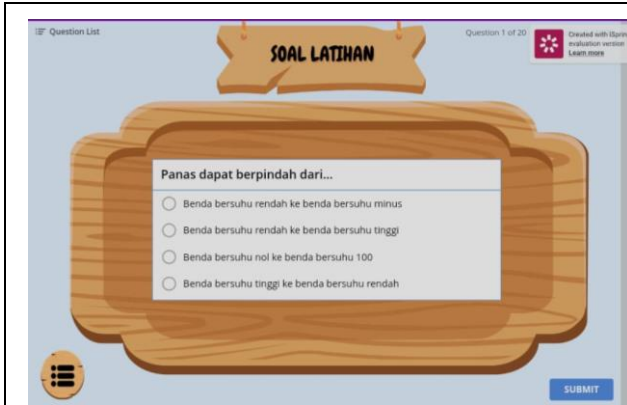 Question List
SOAL LATIHAN
Question 1 of 20
Created with iSprin
evaluation version
Learn more
Panas dapat berpindah dari...
Benda bersuhu rendah ke benda bersuhu minus
Benda bersuhu rendah ke benda bersuhu tinggi
Benda bersuhu nol ke benda bersuhu 100
Benda bersuhu tinggi ke benda bersuhu rendah
SUBMIT